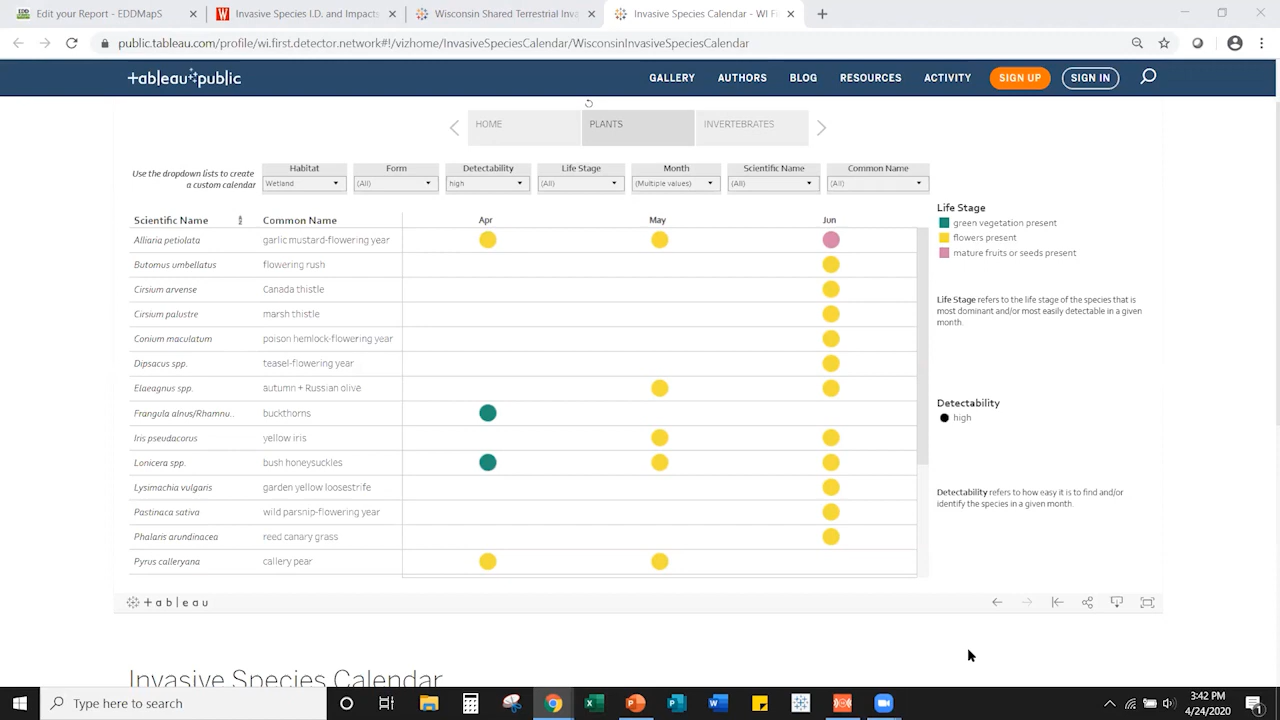 Edit your Report - EDDMapS
Invasive Species I.D. and Impacts
Wisconsin Shared Terrestrial Inva
Invasive Species Calendar - WI Fi
public.tableau.com/profile/wi.first.detector.network#!/vizhome/InvasiveSpeciesCalendar/WisconsinInvasiveSpeciesCalendar
+ableau+public
GALLERY AUTHORS BLOG RESOURCES ACTIVITY SIGN UP SIGN IN
HOME PLANTS INVERTEBRATES
Use the dropdown lists to create
a custom calendar
Habitat Form Detectability Life Stage Month Scientific Name Common Name
Wetland (All) high (All) (Multiple values) (All) (All)
Scientific Name Common Name Apr May Jun
Alliaria petiolata garlic mustard-flowering year
Butomus umbellatus flowering rush
Cirsium arvense Canada thistle
Cirsium palustre marsh thistle
Conium maculatum poison hemlock-flowering year
Dipsacus spp. teasel-flowering year
Elaeagnus spp. autumn + Russian olive
Frangula alnus/Rhamnu.. buckthorns
Iris pseudacorus yellow iris
Lonicera spp. bush honeysuckles
Lysimachia vulgaris garden yellow loosestrife
Pastinaca sativa wild parsnip-flowering year
Phalaris arundinacea reed canary grass
Pyrus calleryana callery pear
Life Stage
green vegetation present
flowers present
mature fruits or seeds present
Life Stage refers to the life stage of the species that is
most dominant and/or most easily detectable in a given
month.
Detectability
high
Detectability refers to how easy it is to find and/or
identify the species in a given month.
+ a b | e a u
Invasive Species Calendar
Type here to search
3:42 PM
4/24/2020